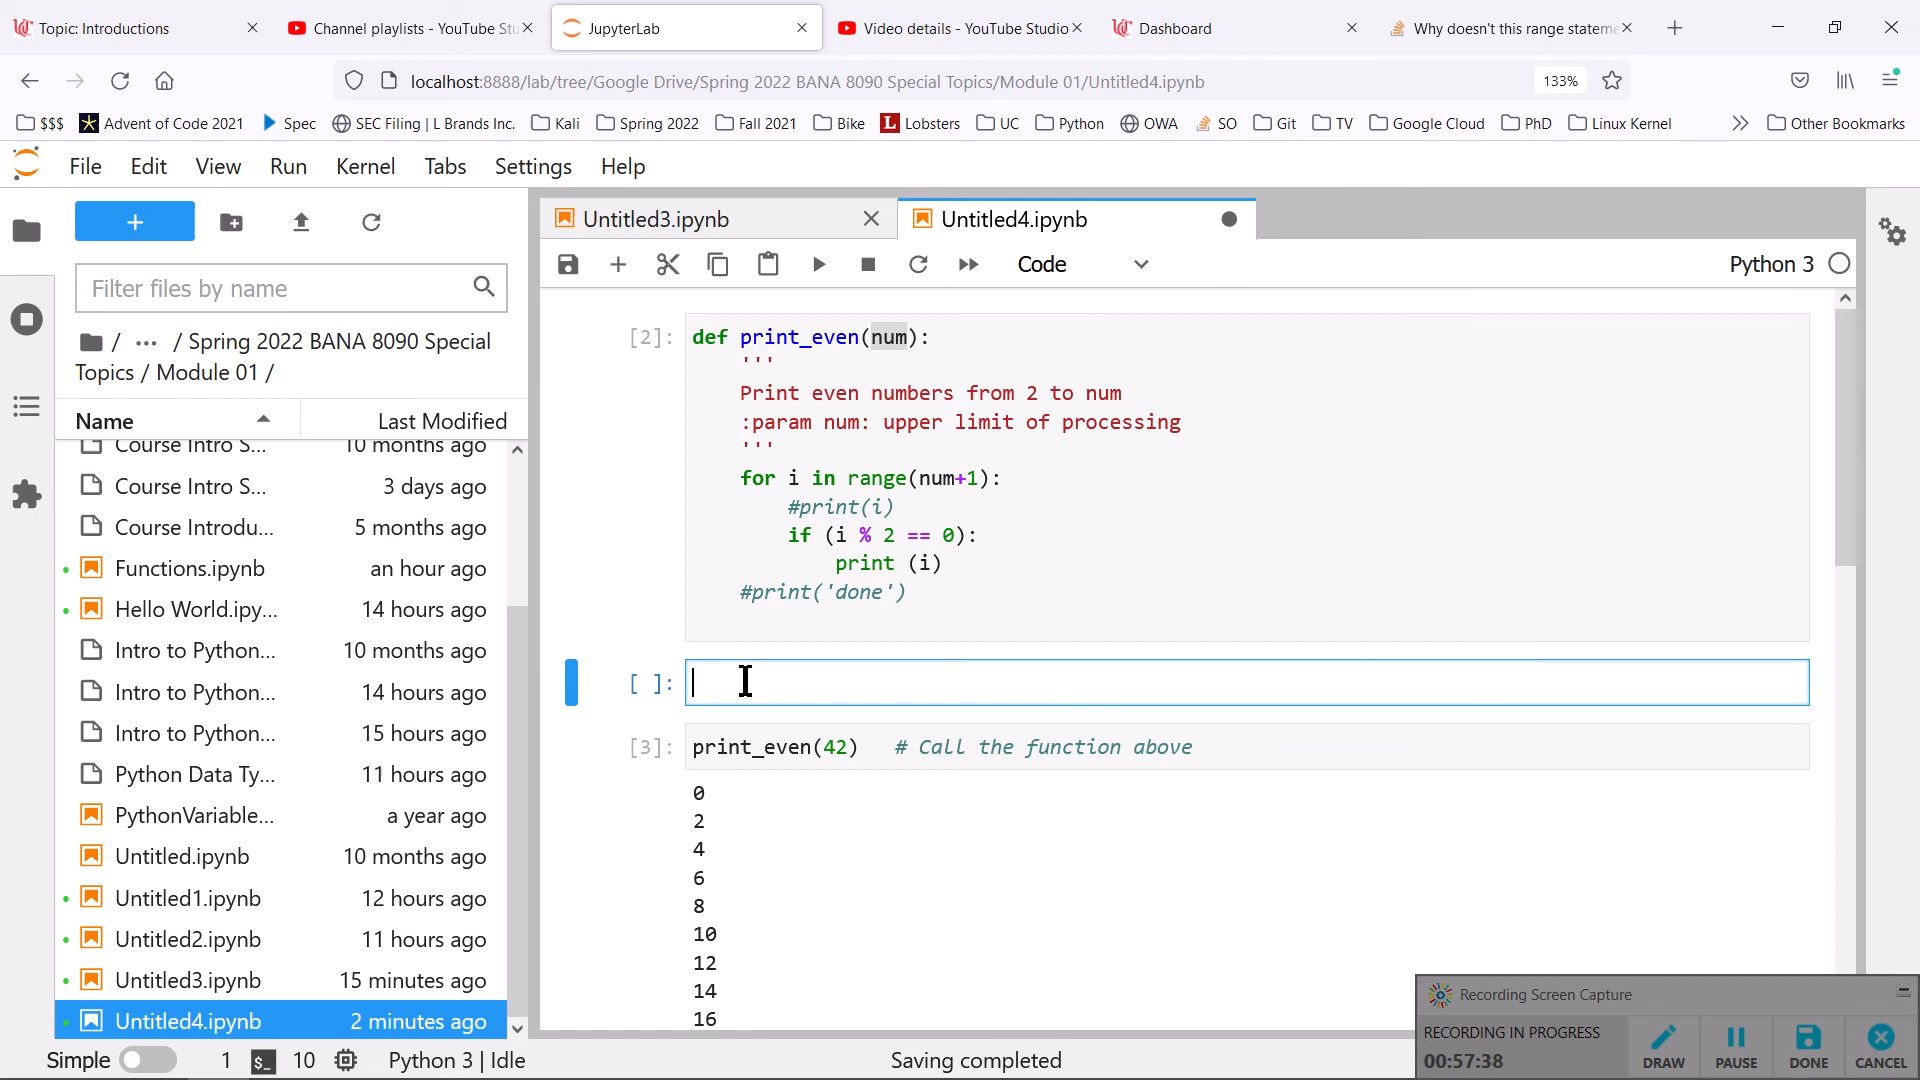 Topic: Introductions
Channel playlists - YouTube Stu
JupyterLab
Video details - YouTube Studio
Dashboard
Why doesn't this range stateme
localhost:8888/lab/tree/Google Drive/Spring 2022 BANA 8090 Special Topics/Module 01/Untitled4.ipynb
133%
$$$
Advent of Code 2021
Spec
SEC Filing | L Brands Inc.
Kali
Spring 2022
Fall 2021
Bike
L Lobsters
UC
Python
OWA
SO
Git
TV
Google Cloud
PhD
Linux Kernel
Other Bookmarks
File Edit View Run Kernel Tabs Settings Help
Untitled3.ipynb
Untitled4.ipynb
Code
Python 3
Filter files by name
/ ··· / Spring 2022 BANA 8090 Special
Topics / Module 01 /
Name Last Modified
Course Intro S... 10 months ago
Course Intro S... 3 days ago
Course Introdu... 5 months ago
Functions.ipynb an hour ago
Hello World.ipy... 14 hours ago
Intro to Python... 10 months ago
Intro to Python... 14 hours ago
Intro to Python... 15 hours ago
Python Data Ty... 11 hours ago
PythonVariable... a year ago
Untitled.ipynb 10 months ago
Untitled1.ipynb 12 hours ago
Untitled2.ipynb 11 hours ago
Untitled3.ipynb 15 minutes ago
Untitled4.ipynb 2 minutes ago
[2]: def print_even(num):
'''
Print even numbers from 2 to num
:param num: upper limit of processing
'''
for i in range(num+1):
#print(i)
if (i % 2 == 0):
print (i)
#print('done')
[ ]:
[3]: print_even(42) # Call the function above
0
2
4
6
8
10
12
14
16
Recording Screen Capture
RECORDING IN PROGRESS
00:57:38
DRAW
PAUSE
DONE
CANCEL
Simple 1 $_ 10 Python 3 | Idle Saving completed